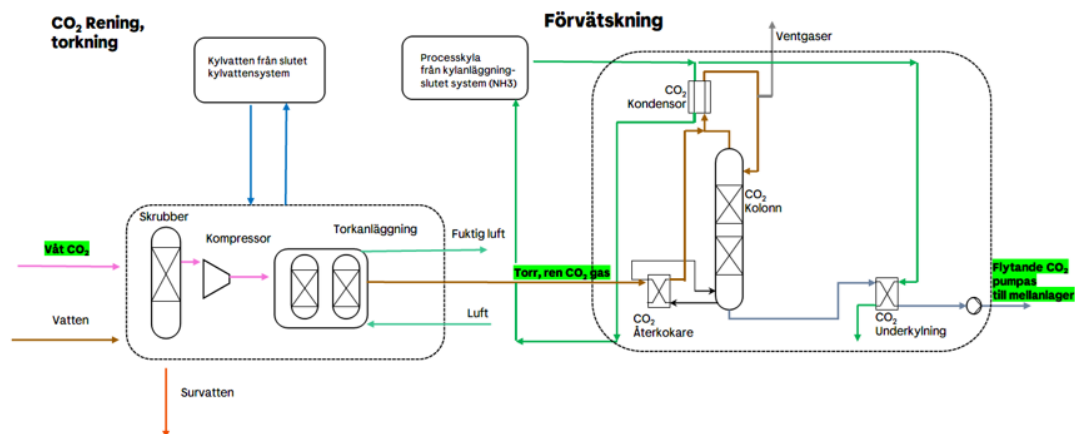 CO₂ Rening,
torkning
Förvätskning
Ventgaser
Kylvatten från slutet
kylvattensystem
Processkyla
från kylanläggning-
slutet system (NH3)
CO₂
Kondensor
CO₂
Kolonn
Skrubber
Kompressor
Torkanläggning
Fuktig luft
Våt CO₂
Torr, ren CO₂ gas
Flytande CO₂
pumpas
till mellanlager
Vatten
Luft
CO₂
Återkokare
CO₂
Underkylning
Survatten